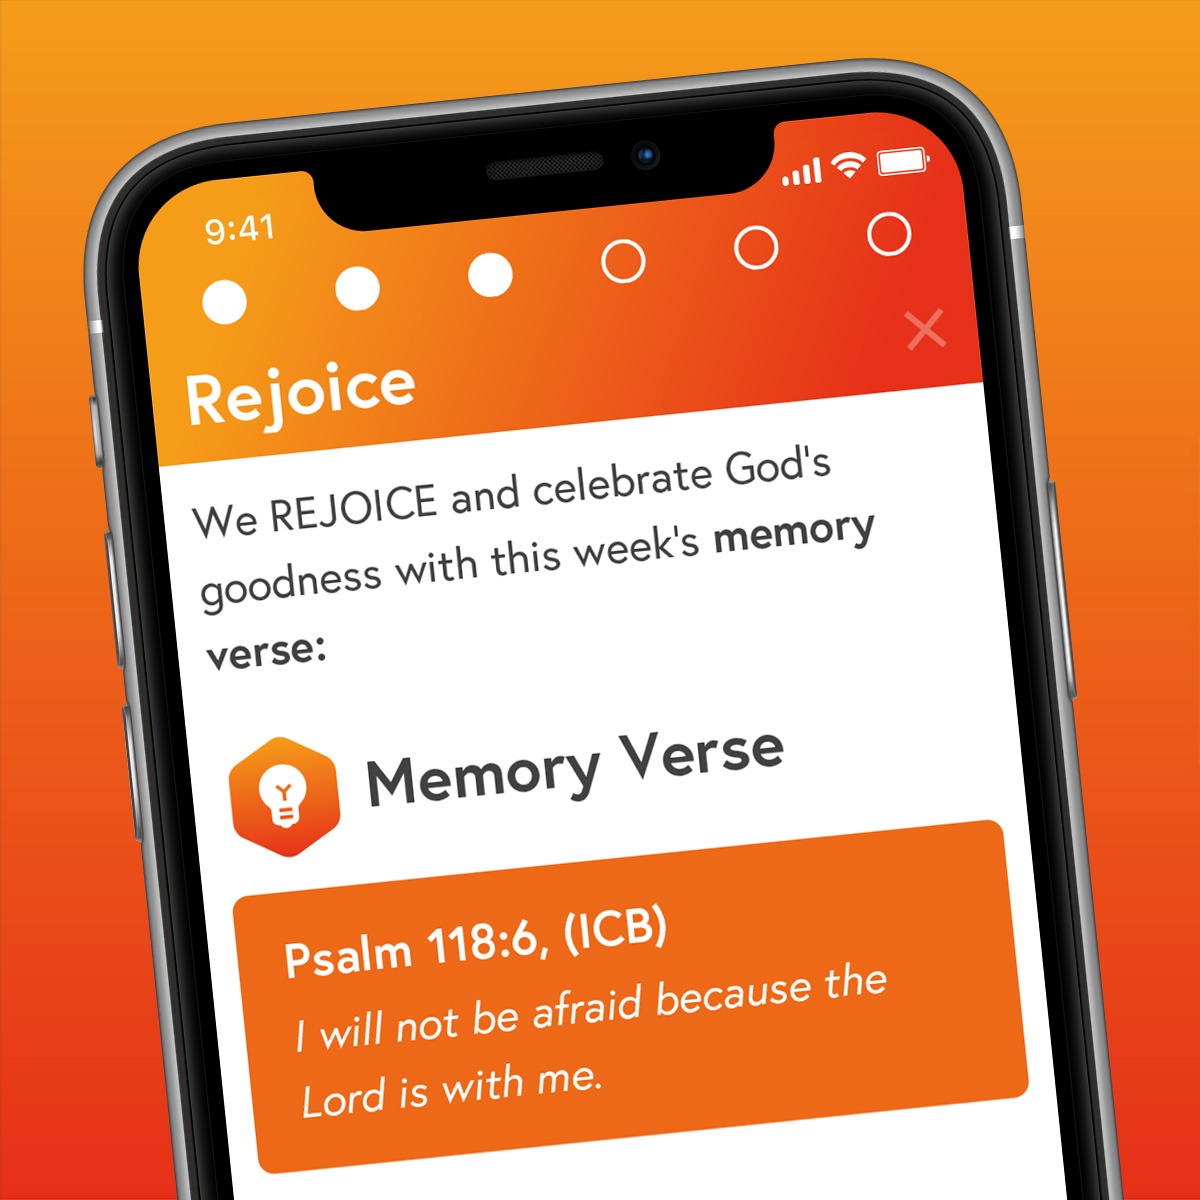 9:41
Rejoice
We REJOICE and celebrate God's
goodness with this week's memory
verse:
Memory Verse
Psalm 118:6, (ICB)
I will not be afraid because the
Lord is with me.